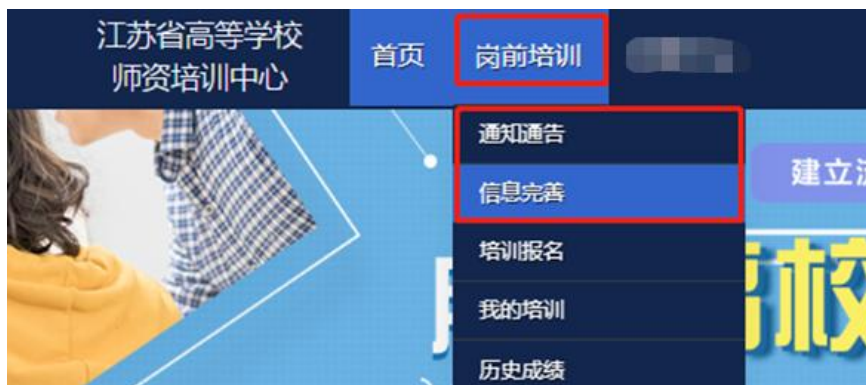 江苏省高等学校
师资培训中心
首页
岗前培训
通知通告
信息完善
培训报名
我的培训
历史成绩
建立
校